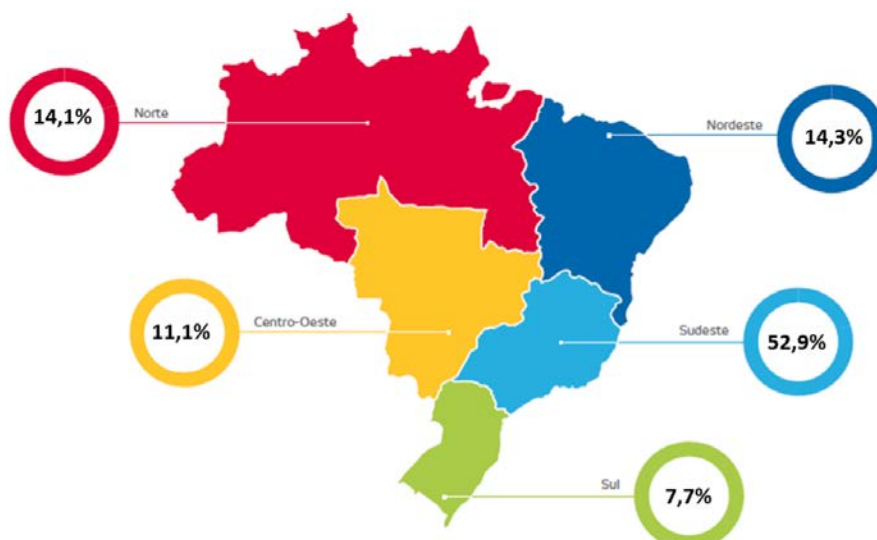 14,1%
Norte
Nordeste
14,3%
11,1%
Centro-Oeste
Sudeste
52,9%
Sul
7,7%